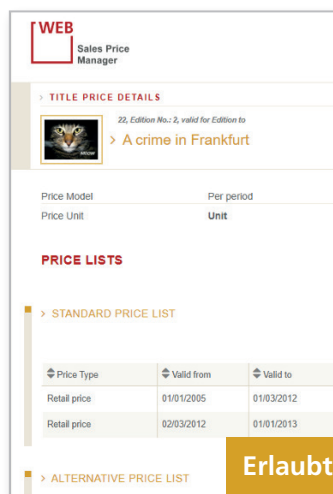 WEB
Sales Price
Manager
> TITLE PRICE DETAILS
22, Edition No.: 2, valid for Edition to
> A crime in Frankfurt
MEOW
Price Model Per period
Price Unit Unit
PRICE LISTS
> STANDARD PRICE LIST
Price Type Valid from Valid to
Retail price 01/01/2005 01/03/2012
Retail price 02/03/2012 01/01/2013
Erlaubt
> ALTERNATIVE PRICE LIST